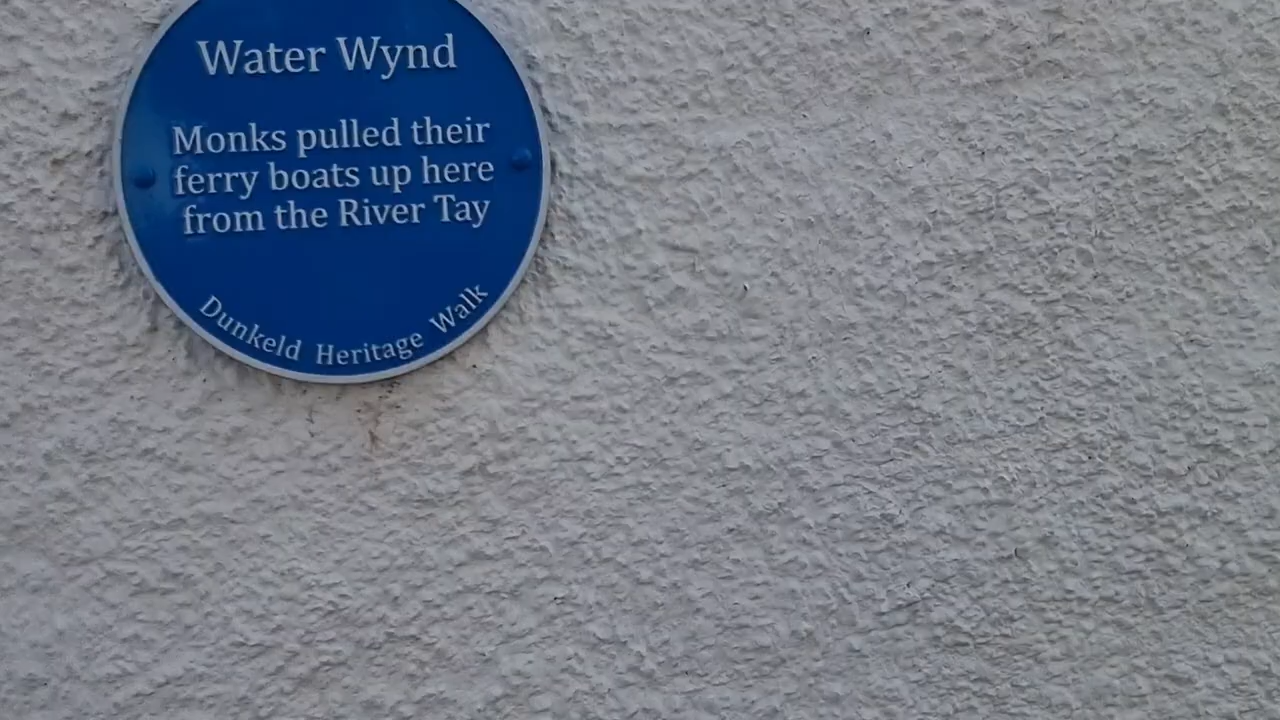 Water Wynd
Monks pulled their
ferry boats up here
from the River Tay
Dunkeld Heritage Walk